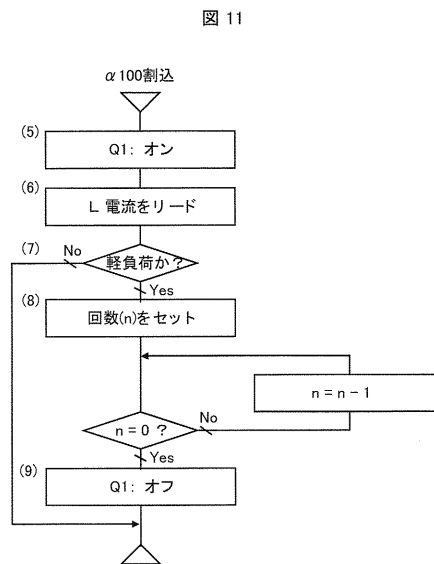 図 11
α100割込
(5)
Q1: オン
(6)
L 電流をリード
(7)
No
軽負荷か？
Yes
(8)
回数(n)をセット
n = n − 1
n = 0 ？
No
Yes
(9)
Q1: オフ